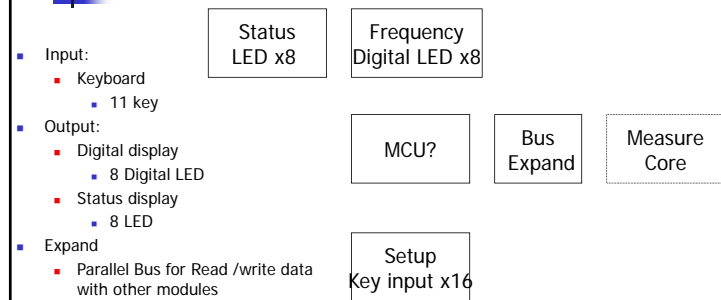 Input:
Keyboard
11 key
Output:
Digital display
8 Digital LED
Status display
8 LED
Expand
Parallel Bus for Read /write data
with other modules
Status
LED x8
Frequency
Digital LED x8
MCU?
Bus
Expand
Measure
Core
Setup
Key input x16